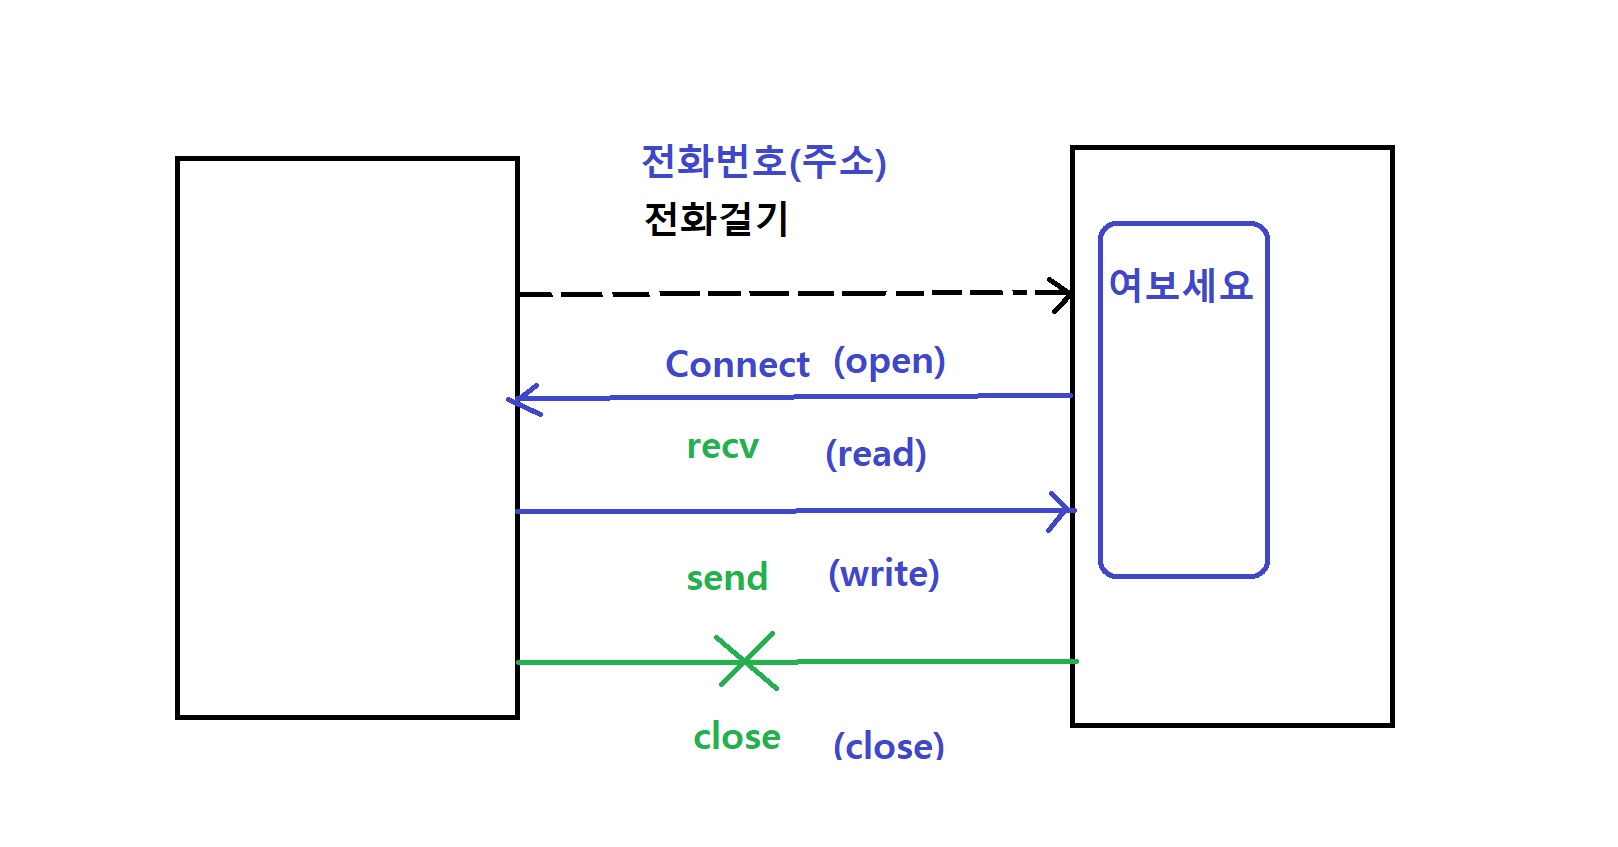 전화번호(주소)
전화걸기
여보세요
Connect (open)
recv (read)
send (write)
close (close)